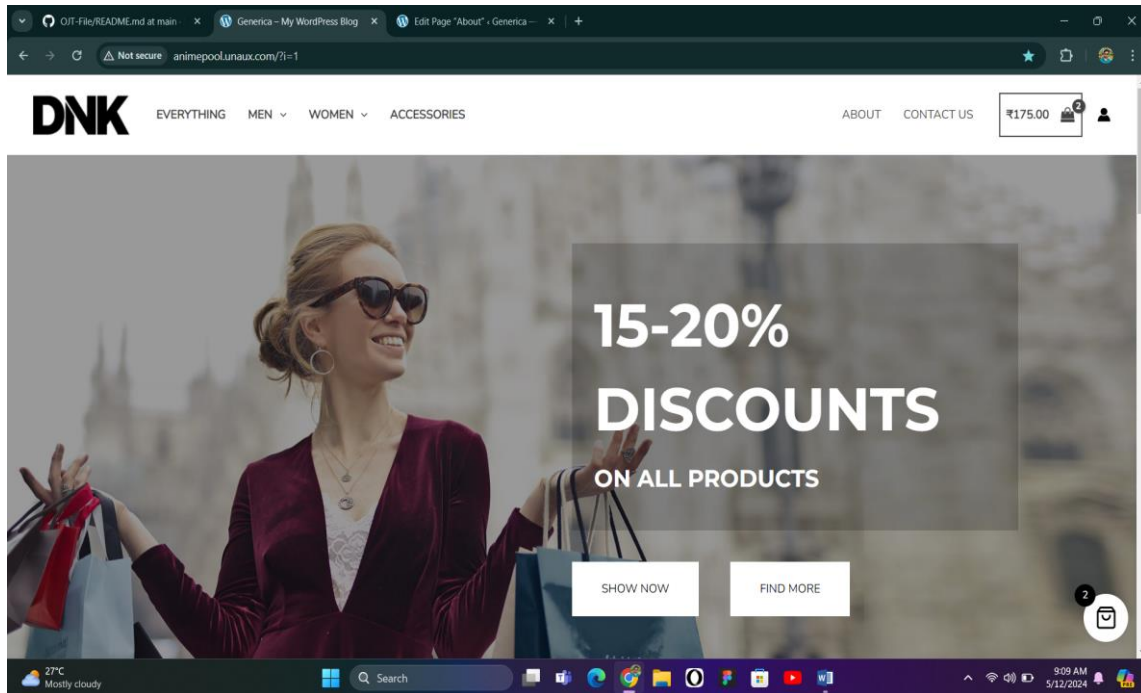 OJT-File/README.md at main
Generica – My WordPress Blog
Edit Page "About" ‹ Generica —
Not secure
animepool.unaux.com/?i=1
DNK
EVERYTHING
MEN
WOMEN
ACCESSORIES
ABOUT
CONTACT US
₹175.00
2
15-20%
DISCOUNTS
ON ALL PRODUCTS
SHOW NOW
FIND MORE
2
27°C
Mostly cloudy
Search
9:09 AM
5/12/2024